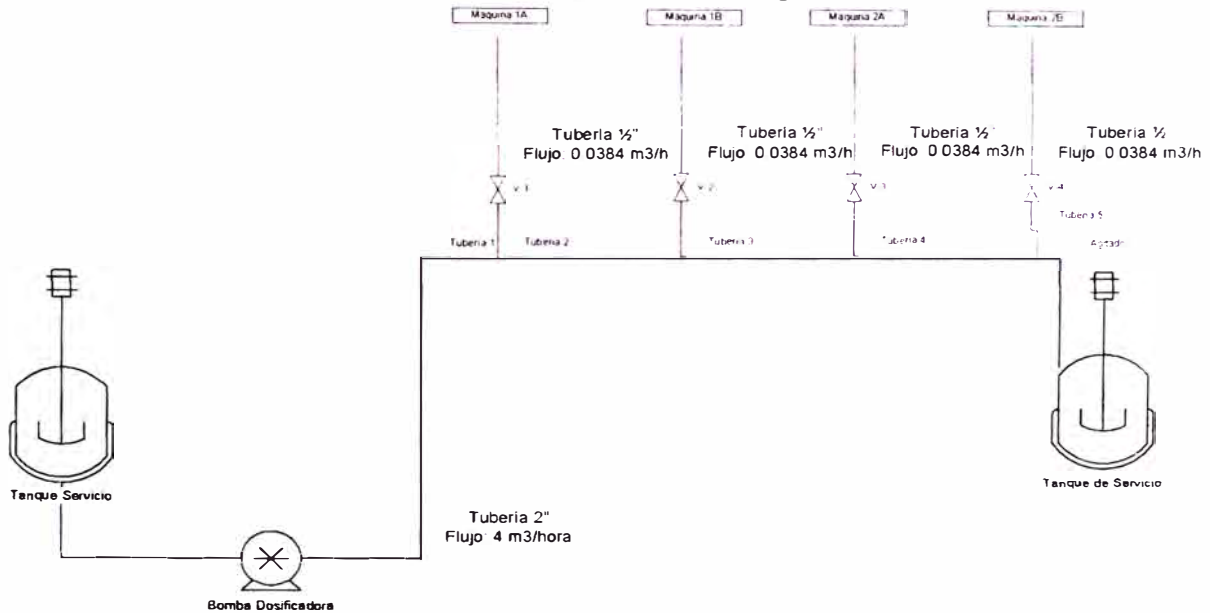 Maquina 1A
Maquina 1B
Maquina 2A
Maquina 2B
Tuberia ½"
Flujo: 0 0384 m3/h
Tuberia ½"
Flujo: 0 0384 m3/h
Tuberia ½"
Flujo 0 0384 m3/h
Tuberia ½
Flujo: 0 0384 m3/h
V 2
V 3
V 4
Tuberia 5
Tuberia 1
Tuberia 2
Tuberia 3
Tuberia 4
Tanque Servicio
Tanque de Servicio
Tuberia 2"
Flujo: 4 m3/hora
Bomba Dosificadora